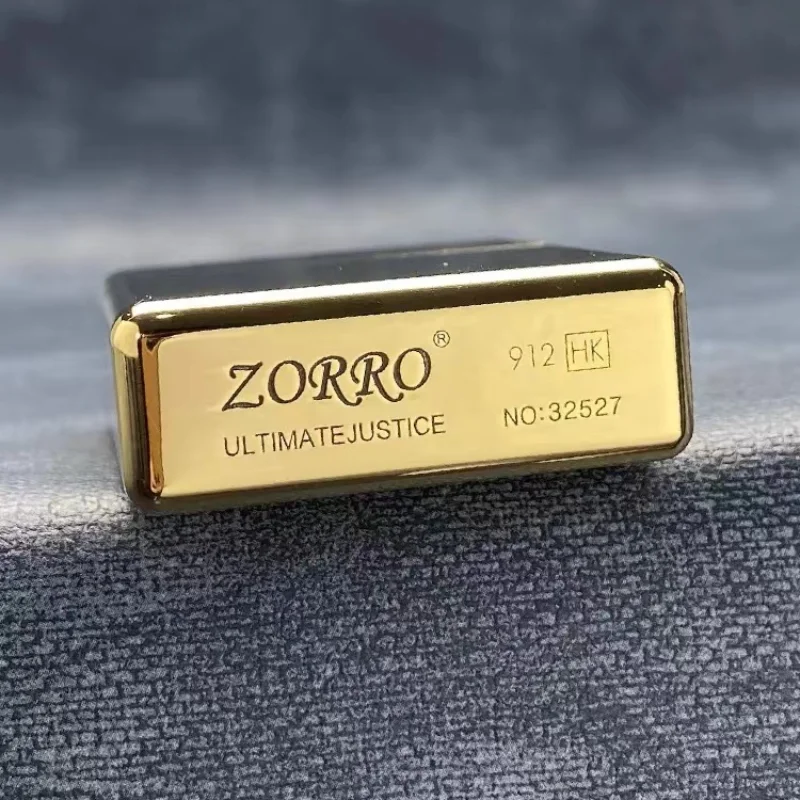 ZORRO®
ULTIMATEJUSTICE
912 HK
NO:32527